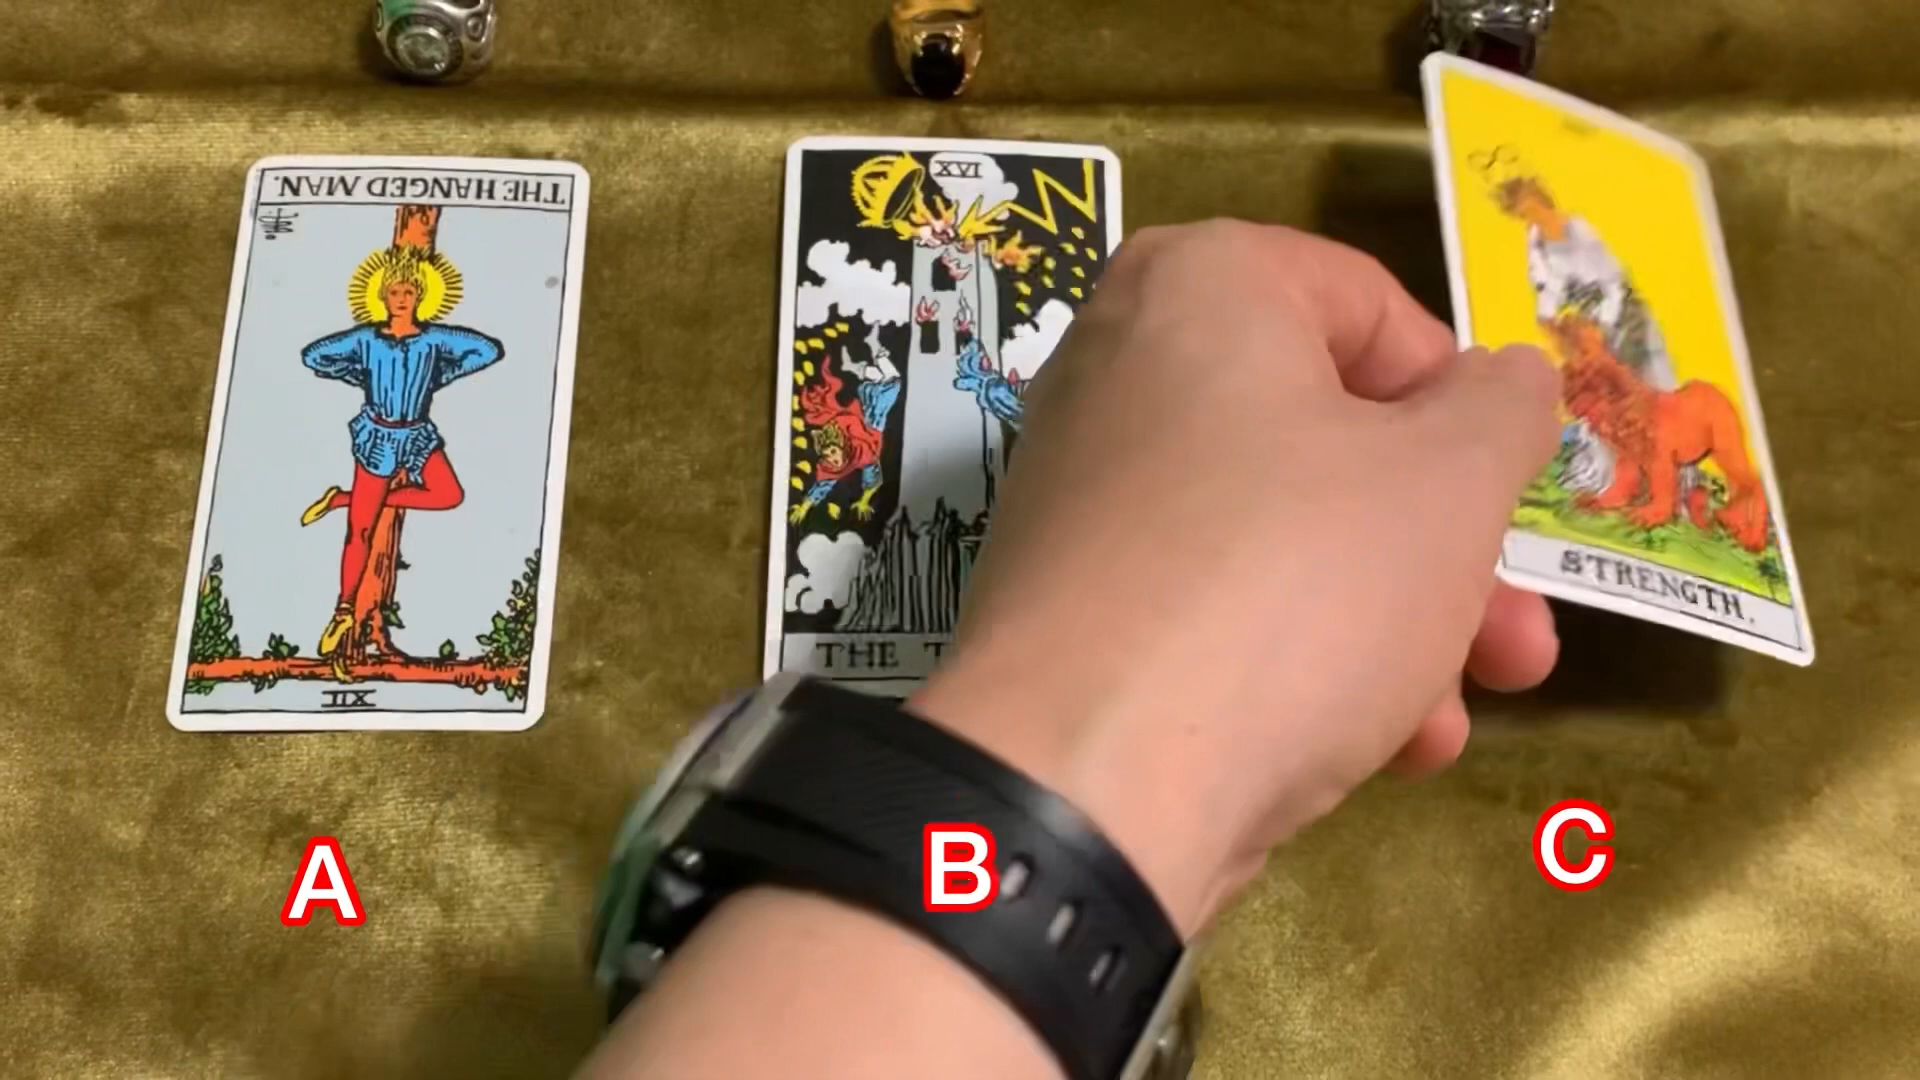 THE HANGED MAN.
XII
XVI
THE T
STRENGTH.
A
B
C